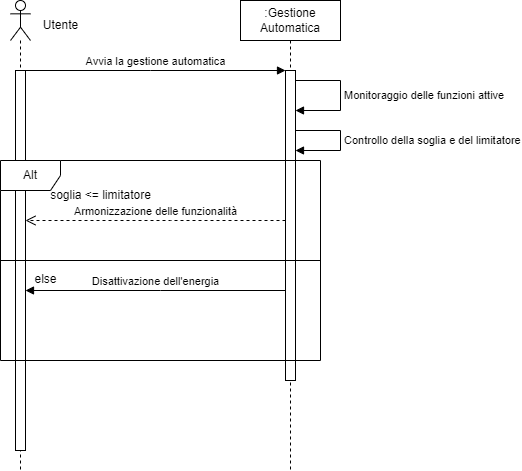 :Gestione
Automatica
Utente
Avvia la gestione automatica
Monitoraggio delle funzioni attive
Controllo della soglia e del limitatore
Alt
soglia <= limitatore
Armonizzazione delle funzionalità
else
Disattivazione dell'energia